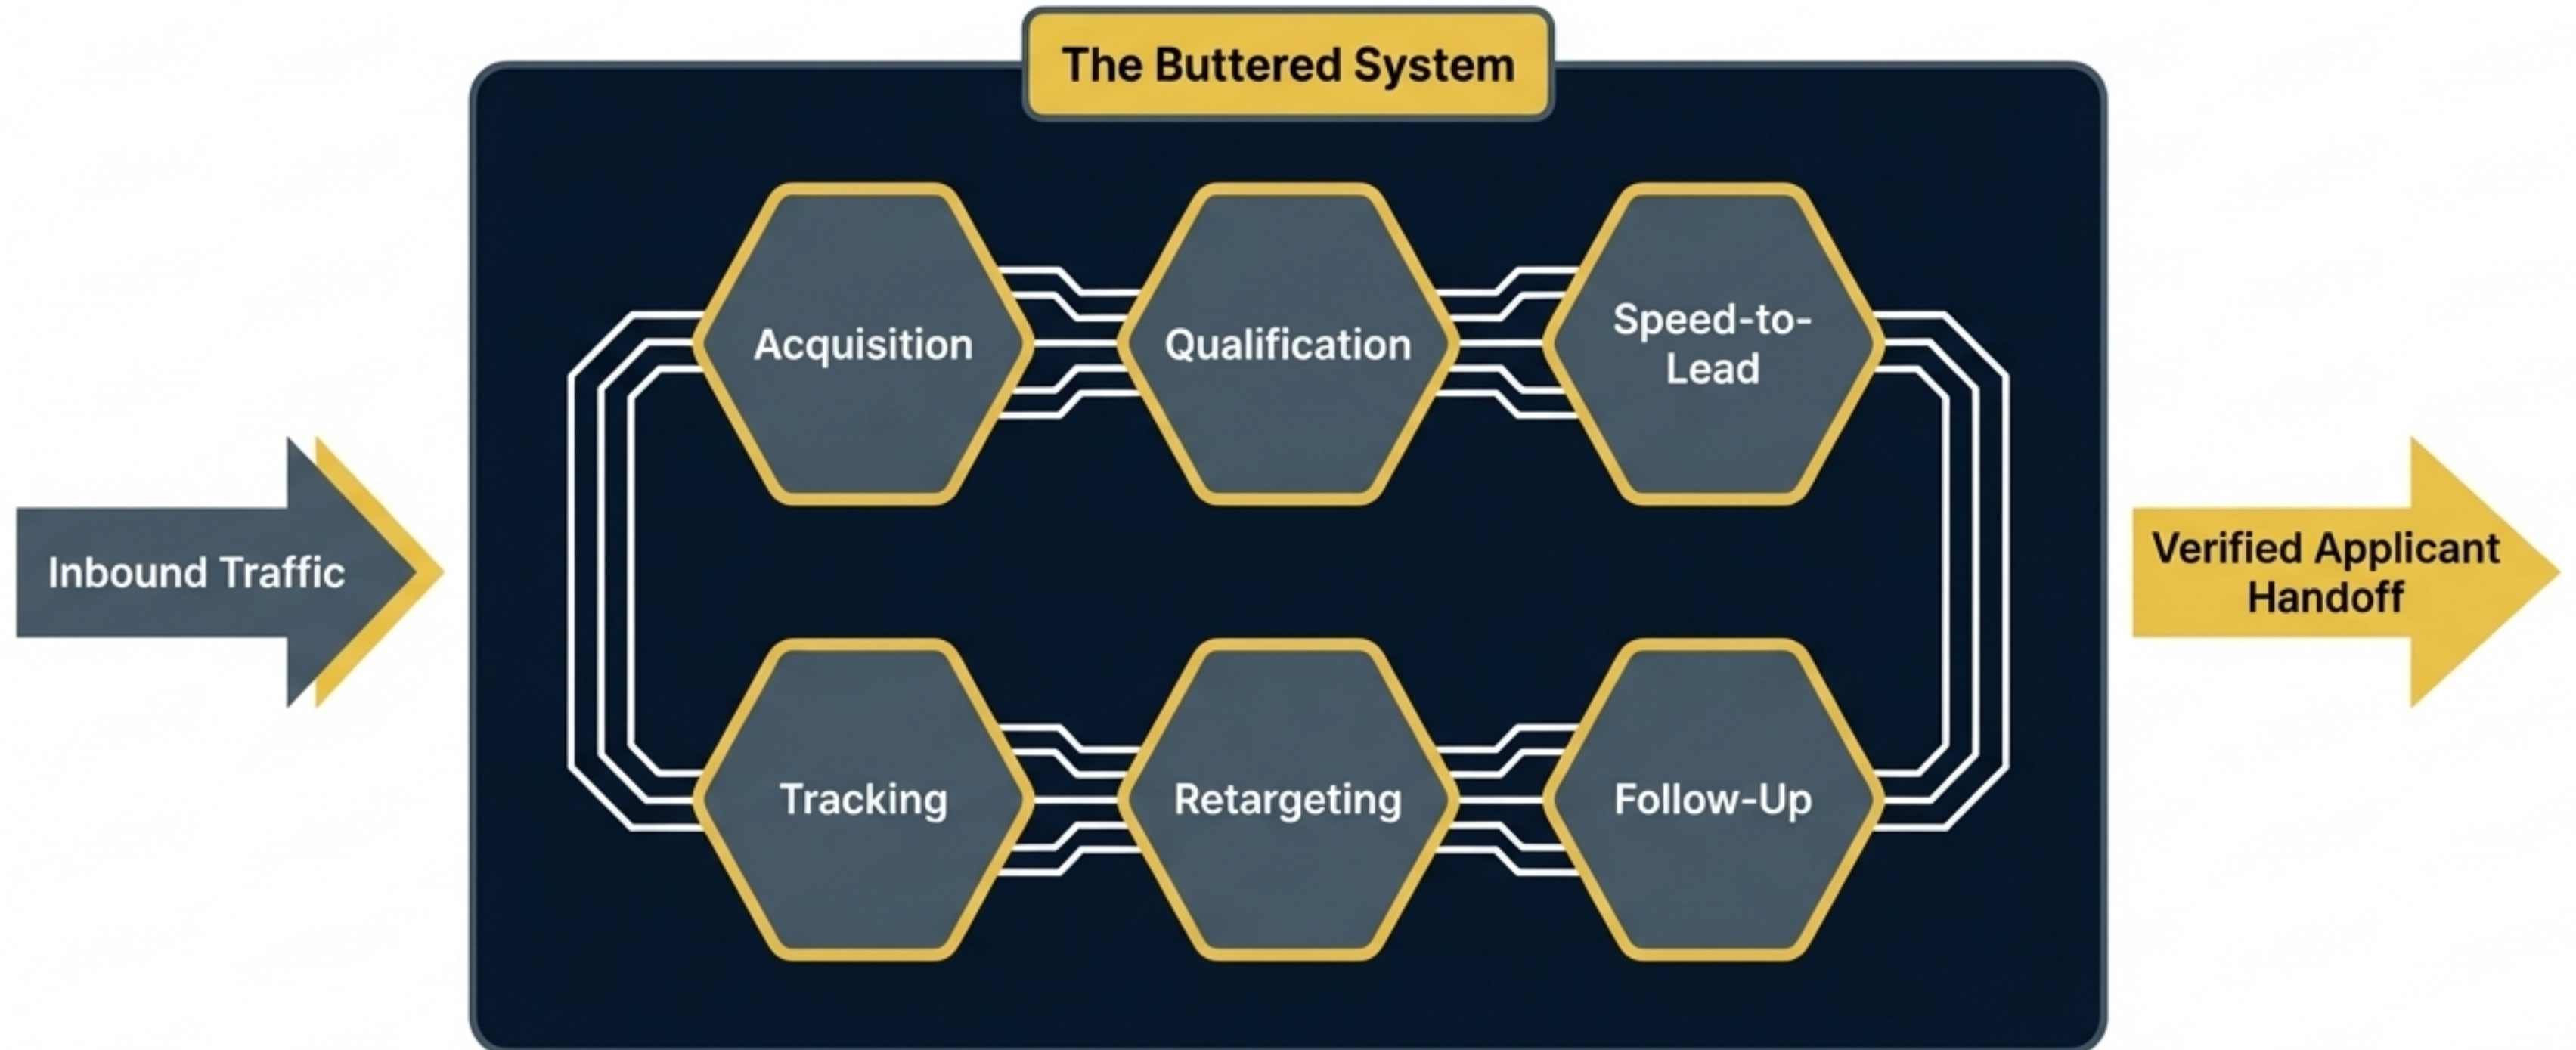 The Buttered System
Acquisition
Qualification
Speed-to-
Lead
Inbound Traffic
Verified Applicant
Handoff
Tracking
Retargeting
Follow-Up